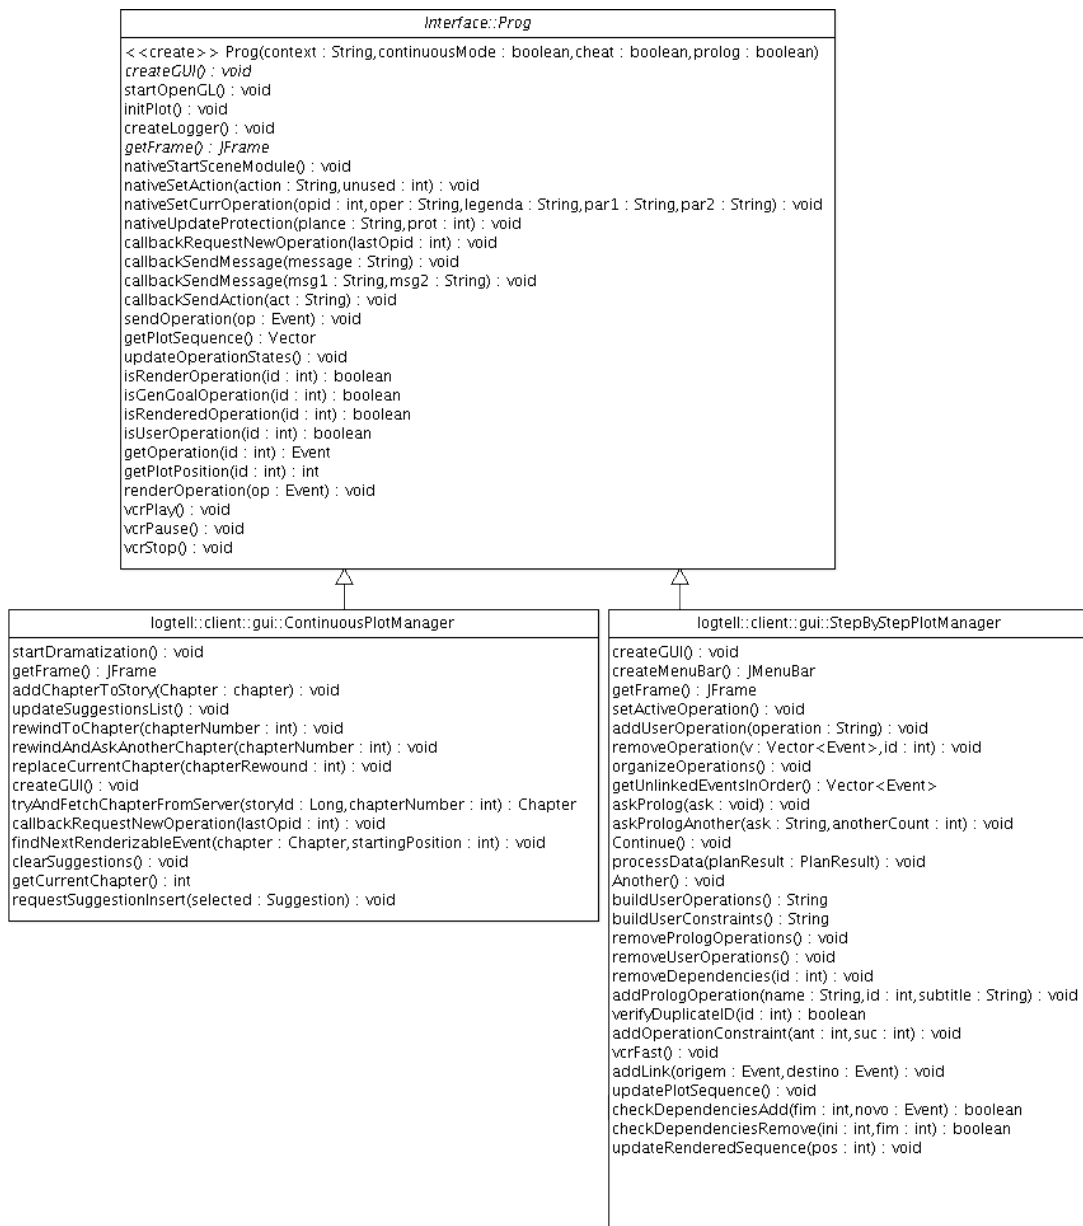 Interface::Prog
<<create>> Prog(context : String,continuousMode : boolean,cheat : boolean,prolog : boolean)
createGUI() : void
startOpenGL() : void
initPlot() : void
createLogger() : void
getFrame() : JFrame
nativeStartSceneModule() : void
nativeSetAction(action : String,unused : int) : void
nativeSetCurrOperation(opid : int,oper : String,legenda : String,par1 : String,par2 : String) : void
nativeUpdateProtection(plance : String,prot : int) : void
callbackRequestNewOperation(lastOpid : int) : void
callbackSendMessage(message : String) : void
callbackSendMessage(msg1 : String,msg2 : String) : void
callbackSendAction(act : String) : void
sendOperation(op : Event) : void
getPlotSequence() : Vector
updateOperationStates() : void
isRenderOperation(id : int) : boolean
isGenGoalOperation(id : int) : boolean
isRenderedOperation(id : int) : boolean
isUserOperation(id : int) : boolean
getOperation(id : int) : Event
getPlotPosition(id : int) : int
renderOperation(op : Event) : void
vcrPlay() : void
vcrPause() : void
vcrStop() : void
logtell::client::gui::ContinuousPlotManager
startDramatization() : void
getFrame() : JFrame
addChapterToStory(Chapter : chapter) : void
updateSuggestionsList() : void
rewindToChapter(chapterNumber : int) : void
rewindAndAskAnotherChapter(chapterNumber : int) : void
replaceCurrentChapter(chapterRewound : int) : void
createGUI() : void
tryAndFetchChapterFromServer(storyId : Long,chapterNumber : int) : Chapter
callbackRequestNewOperation(lastOpid : int) : void
findNextRenderizableEvent(chapter : Chapter,startingPosition : int) : void
clearSuggestions() : void
getCurrentChapter() : int
requestSuggestionInsert(selected : Suggestion) : void
logtell::client::gui::StepByStepPlotManager
createGUI() : void
createMenuBar() : JMenuBar
getFrame() : JFrame
setActiveOperation() : void
addUserOperation(operation : String) : void
removeOperation(v : Vector<Event>,id : int) : void
organizeOperations() : void
getUnlinkedEventsInOrder() : Vector<Event>
askProlog(ask : void) : void
askPrologAnother(ask : String,anotherCount : int) : void
Continue() : void
processData(planResult : PlanResult) : void
Another() : void
buildUserOperations() : String
buildUserConstraints() : String
removePrologOperations() : void
removeUserOperations() : void
removeDependencies(id : int) : void
addPrologOperation(name : String,id : int,subtitle : String) : void
verifyDuplicateID(id : int) : boolean
addOperationConstraint(ant : int,suc : int) : void
vcrFast() : void
addLink(origem : Event,destino : Event) : void
updatePlotSequence() : void
checkDependenciesAdd(fim : int,novo : Event) : boolean
checkDependenciesRemove(ini : int,fim : int) : boolean
updateRenderedSequence(pos : int) : void